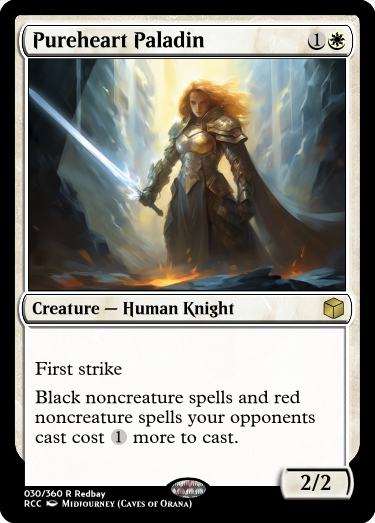 Pureheart Paladin 1
Creature — Human Knight
First strike
Black noncreature spells and red
noncreature spells your opponents
cast cost 1 more to cast.
2/2
030/360 R Redbay
RCC Midjourney (Caves of Orana)